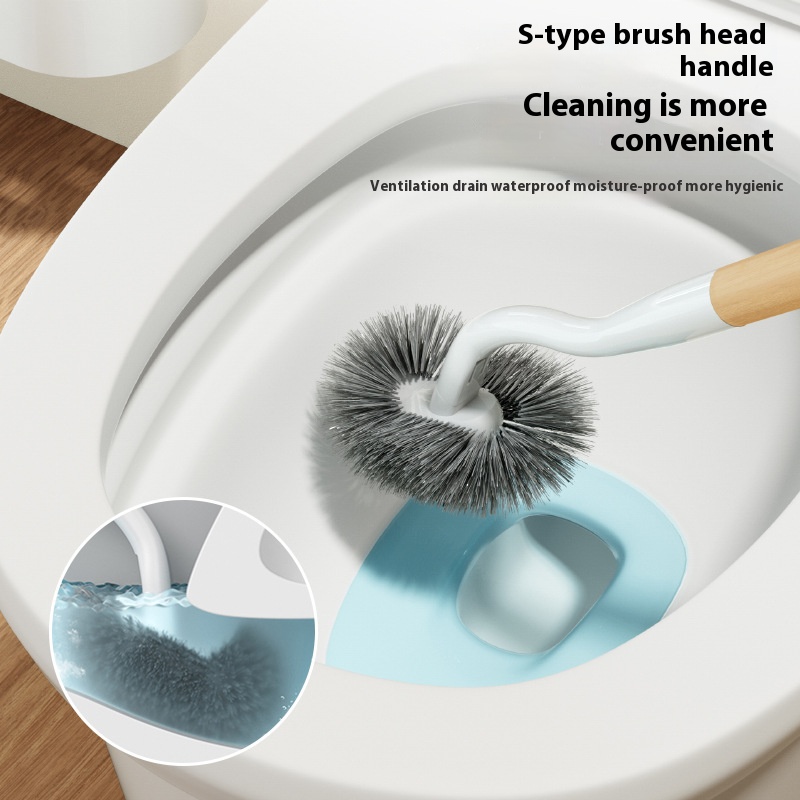 S-type brush head
handle
Cleaning is more
convenient
Ventilation drain waterproof moisture-proof more hygienic